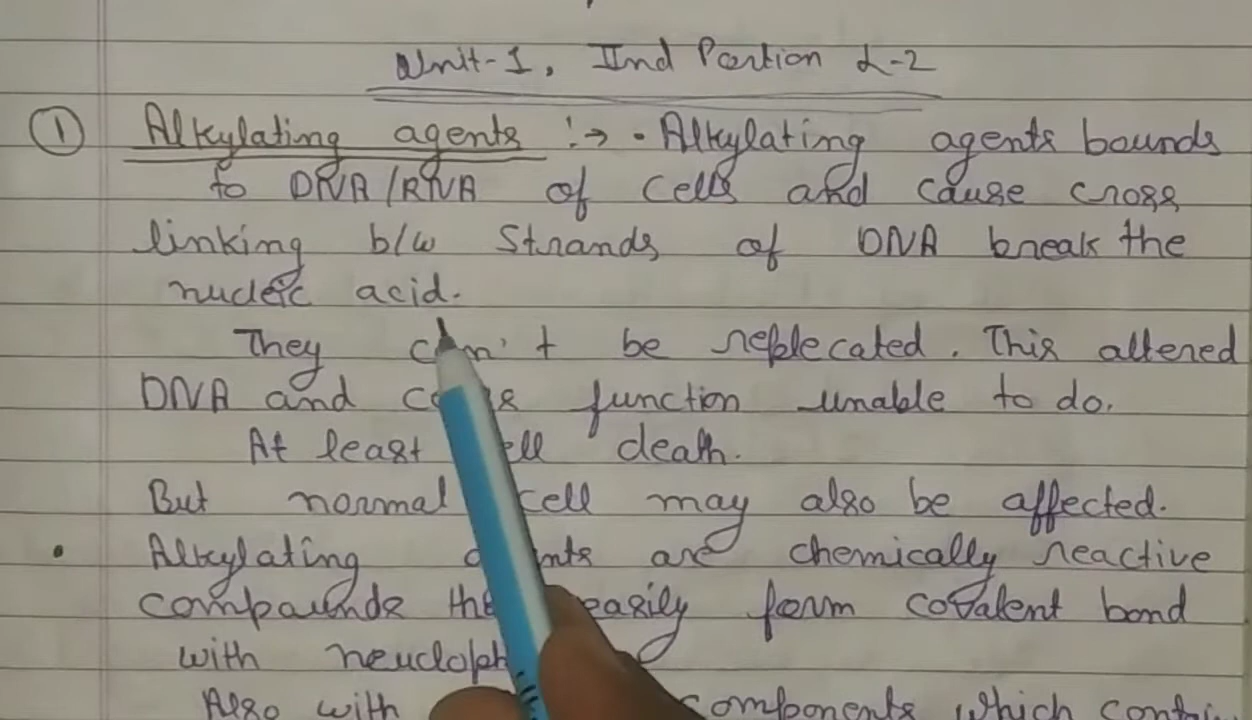 Unit-1, IInd Portion L-2
① Alkylating agents :→ • Alkylating agents bounds
to DNA/RNA of cells and cause cross
linking b/w strands of DNA break the
nucleic acid.
They can't be replecated. This altered
DNA and function unable to do.
At least cell death.
But normal cell may also be affected.
• Alkylating agents are chemically reactive
compaunds easily form covalent bond
with
Also with components which